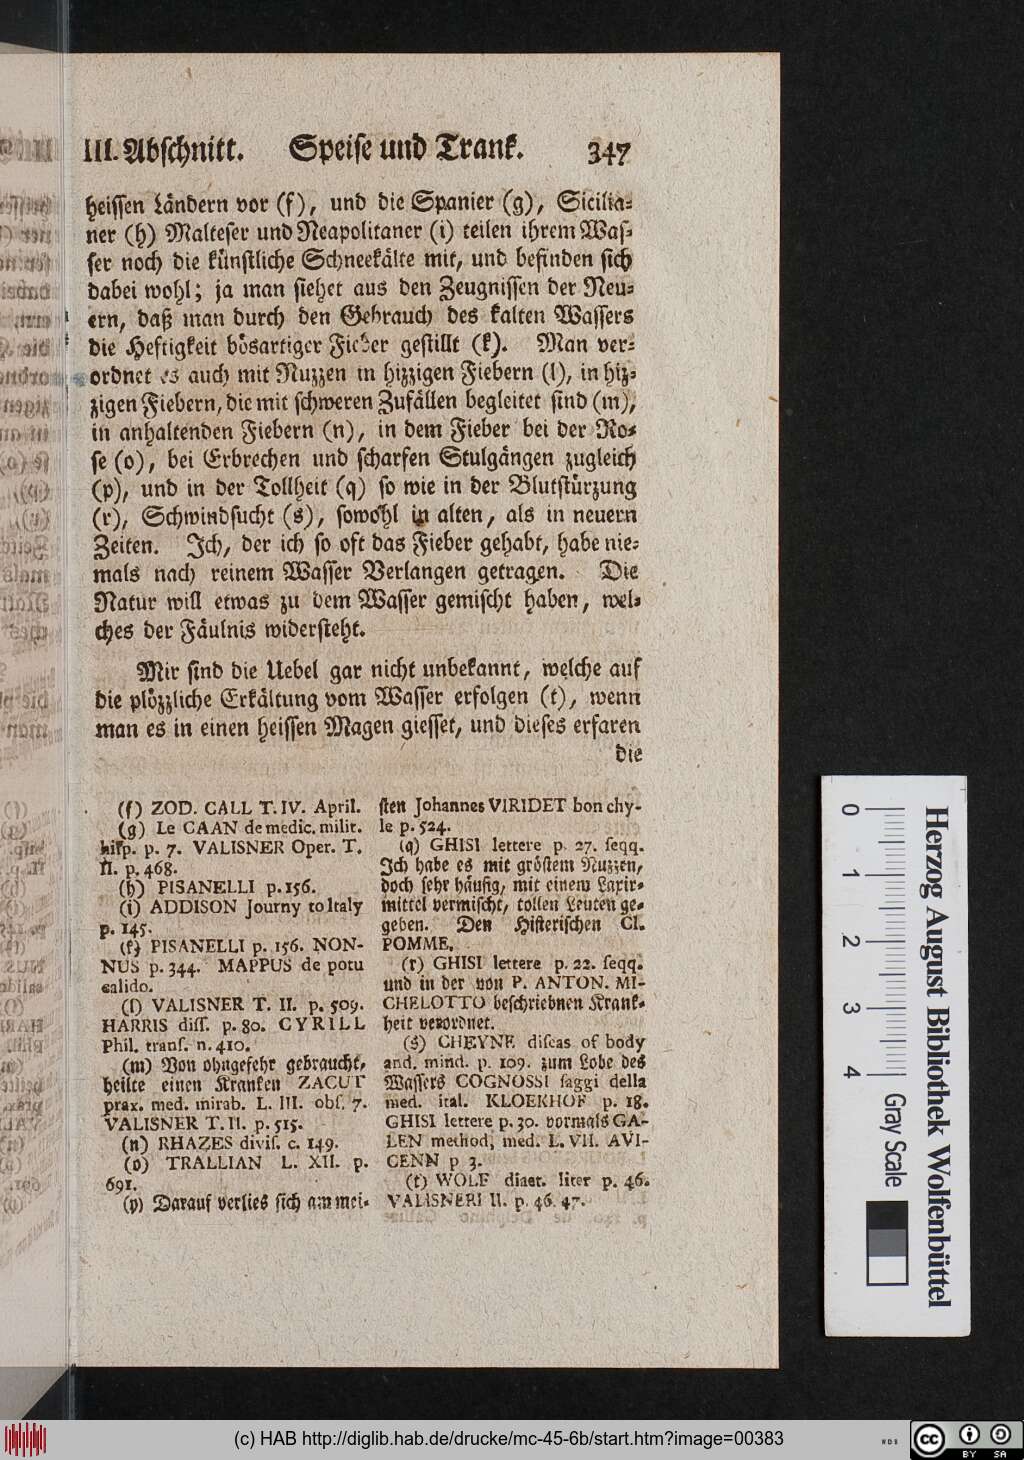 III. Abschnitt. Speise und Trank. 347
heissen Ländern vor (f), und die Spanier (g), Sicilia-
ner (h) Malteser und Neapolitaner (i) teilen ihrem Was-
ser noch die künstliche Schneekälte mit, und befinden sich
dabei wohl; ja man siehet aus den Zeugnissen der Neu-
ern, daß man durch den Gebrauch des kalten Wassers
die Heftigkeit bösartiger Fieber gestillt (k). Man ver-
ordnet es auch mit Nuzzen in hizzigen Fiebern (l), in hiz-
zigen Fiebern, die mit schweren Zufällen begleitet sind (m),
in anhaltenden Fiebern (n), in dem Fieber bei der Ro-
se (o), bei Erbrechen und scharfen Stulgängen zugleich
(p), und in der Tollheit (q) so wie in der Blutstürzung
(r), Schwindsucht (s), sowohl in alten, als in neuern
Zeiten. Ich, der ich so oft das Fieber gehabt, habe nie-
mals nach reinem Wasser Verlangen getragen. Die
Natur will etwas zu dem Wasser gemischt haben, wel-
ches der Fäulnis widersteht.
Mir sind die Uebel gar nicht unbekannt, welche auf
die plözzliche Erkältung vom Wasser erfolgen (t), wenn
man es in einen heissen Magen giesset, und dieses erfaren
die
(f) ZOD. CALL T. IV. April.
(g) Le CAAN de medic. milit.
hisp. p. 7. VALISNER Oper. T.
II. p. 468.
(h) PISANELLI p. 156.
(i) ADDISON Journy to Italy
p. 145.
(k) PISANELLI p. 156. NON-
NUS p. 344. MAPPUS de potu
calido.
(l) VALISNER T. II. p. 509.
HARRIS diss. p. 80. CYRILL
Phil. trans. n. 410.
(m) Von ohngefehr gebraucht,
heilte einen Kranken ZACUT
prax. med. mirab. L. III. obs. 7.
VALISNER T. II. p. 515.
(n) RHAZES divis. c. 149.
(o) TRALLIAN L. XII. p.
691.
(p) Darauf verlies sich am mei-
sten Johannes VIRIDET bon chy-
le p. 524.
(q) GHISI lettere p. 27. seqq.
Ich habe es mit gröstem Nuzzen,
doch sehr häufig, mit einem Laxir-
mittel vermischt, tollen Leuten ge-
geben. Den Histerischen Cl.
POMME.
(r) GHISI lettere p. 22. seqq.
und in der von P. ANTON. MI-
CHELOTTO beschriebnen Krank-
heit verordnet.
(s) CHEYNE diseas of body
and. mind. p. 109. zum Lobe des
Wassers COGNOSSI saggi della
med. ital. KLOEKHOF p. 18.
GHISI lettere p. 30. vormals GA-
LEN method, med. L. VII. AVI-
CENN p 3.
(t) WOLF diaet. liter p. 46.
VALISNERI II. p. 46. 47.
0 1 2 3 4 Gray Scale
Herzog August Bibliothek Wolfenbüttel
(c) HAB http://diglib.hab.de/drucke/mc-45-6b/start.htm?image=00383
WDB
cc BY SA